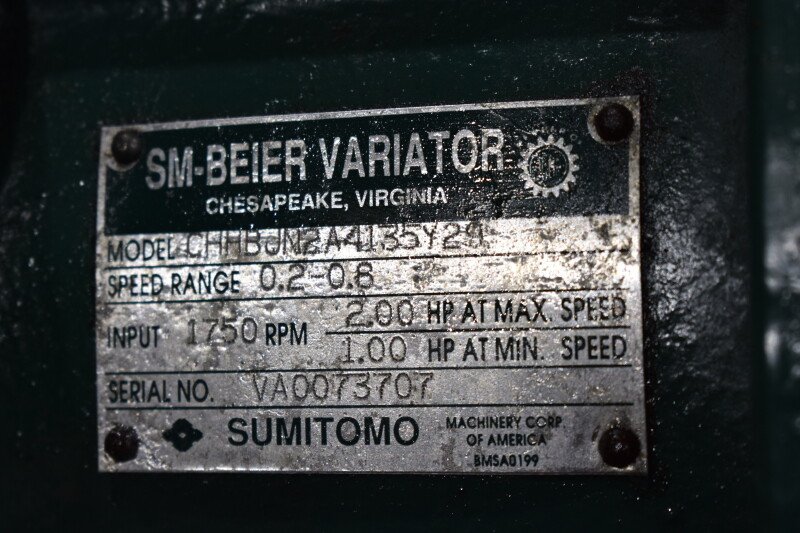 SM-BEIER VARIATOR
CHESAPEAKE, VIRGINIA
MODEL CHHBJN2A4135Y29
SPEED RANGE 0.2-0.8
INPUT 1750 RPM 2.00 HP AT MAX. SPEED
1.00 HP AT MIN. SPEED
SERIAL NO. VA0073707
SUMITOMO MACHINERY CORP.
OF AMERICA
BMSA0199